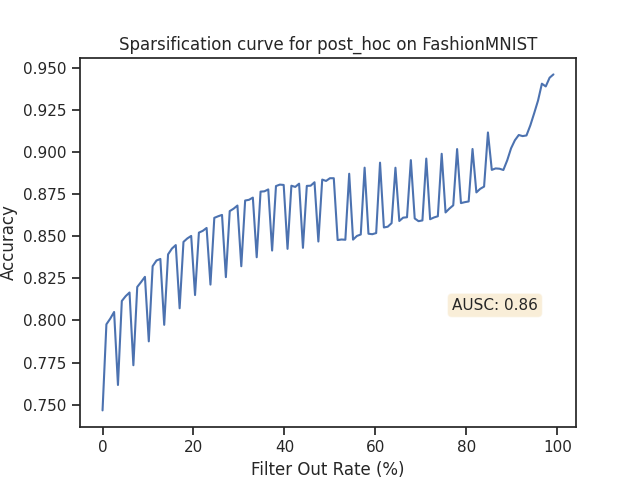 Sparsification curve for post_hoc on FashionMNIST
0.950
0.925
0.900
0.875
0.850
0.825
0.800
0.775
0.750
Accuracy
AUSC: 0.86
0 20 40 60 80 100
Filter Out Rate (%)